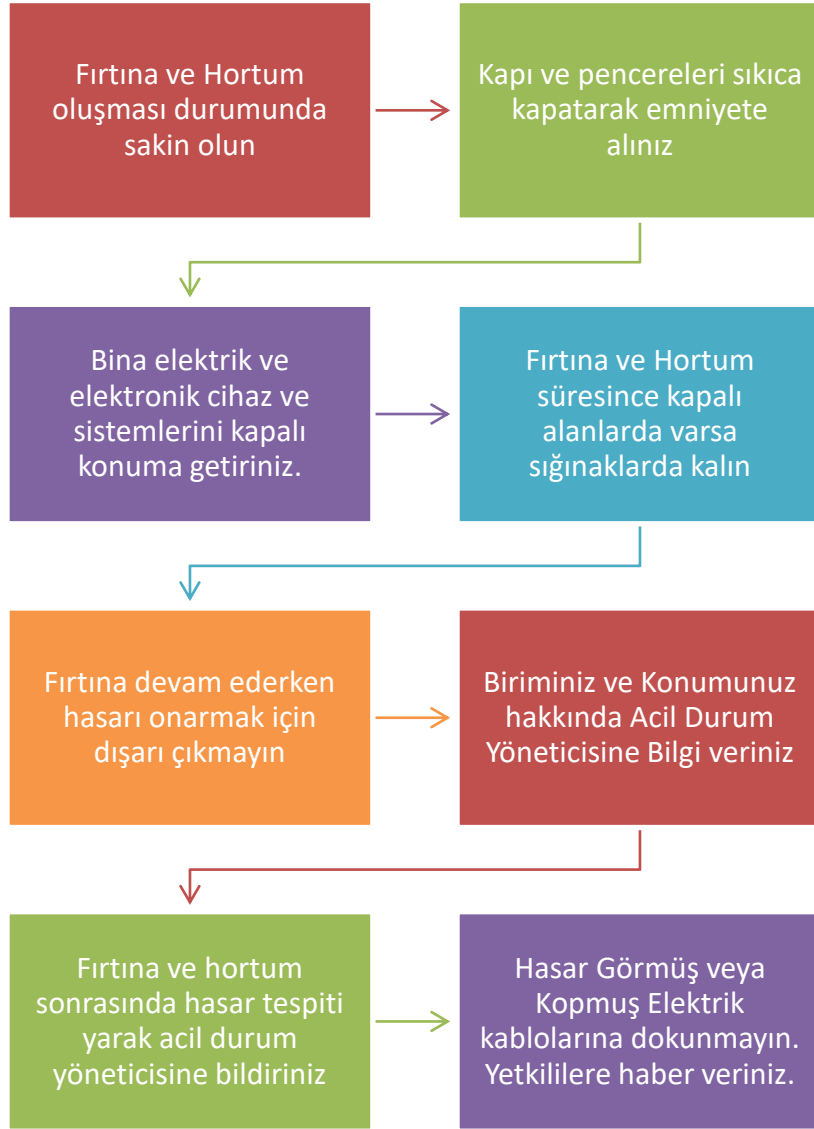 Fırtına ve Hortum
oluşması durumunda
sakin olun
Kapı ve pencereleri sıkıca
kapatarak emniyete
alınız
Bina elektrik ve
elektronik cihaz ve
sistemlerini kapalı
konuma getiriniz.
Fırtına ve Hortum
süresince kapalı
alanlarda varsa
sığınaklarda kalın
Fırtına devam ederken
hasarı onarmak için
dışarı çıkmayın
Biriminiz ve Konumunuz
hakkında Acil Durum
Yöneticisine Bilgi veriniz
Fırtına ve hortum
sonrasında hasar tespiti
yarak acil durum
yöneticisine bildiriniz
Hasar Görmüş veya
Kopmuş Elektrik
kablolarına dokunmayın.
Yetkililere haber veriniz.